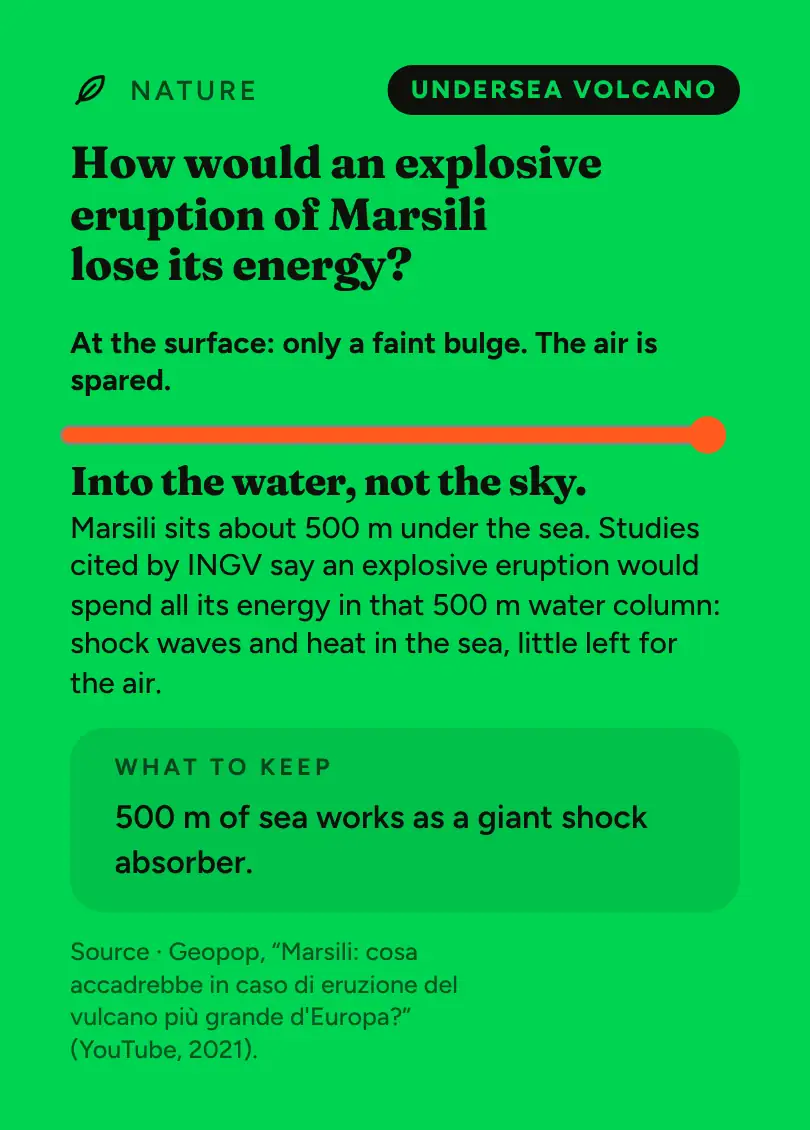 NATURE
UNDERSEA VOLCANO
How would an explosive
eruption of Marsili
lose its energy?
At the surface: only a faint bulge. The air is
spared.
Into the water, not the sky.
Marsili sits about 500 m under the sea. Studies
cited by INGV say an explosive eruption would
spend all its energy in that 500 m water column:
shock waves and heat in the sea, little left for
the air.
WHAT TO KEEP
500 m of sea works as a giant shock
absorber.
Source · Geopop, “Marsili: cosa
accadrebbe in caso di eruzione del
vulcano più grande d'Europa?”
(YouTube, 2021).